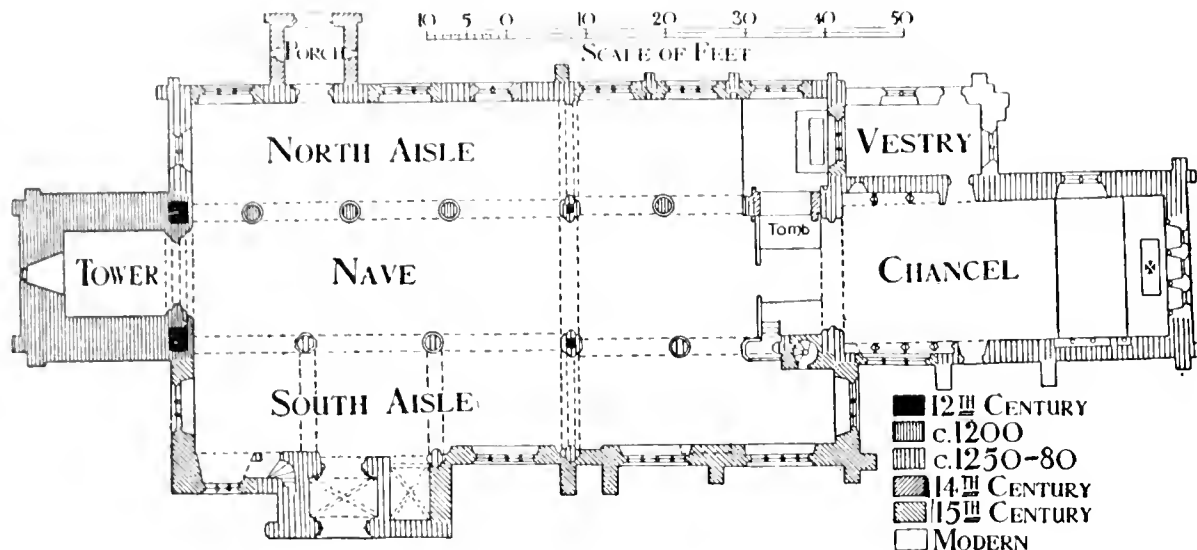 10 5 0 10 20 30 40 50
SCALE OF FEET
PORCH
NORTH AISLE
VESTRY
Tomb
TOWER
NAVE
CHANCEL
SOUTH AISLE
12TH CENTURY
c.1200
c.1250-80
14TH CENTURY
15TH CENTURY
MODERN